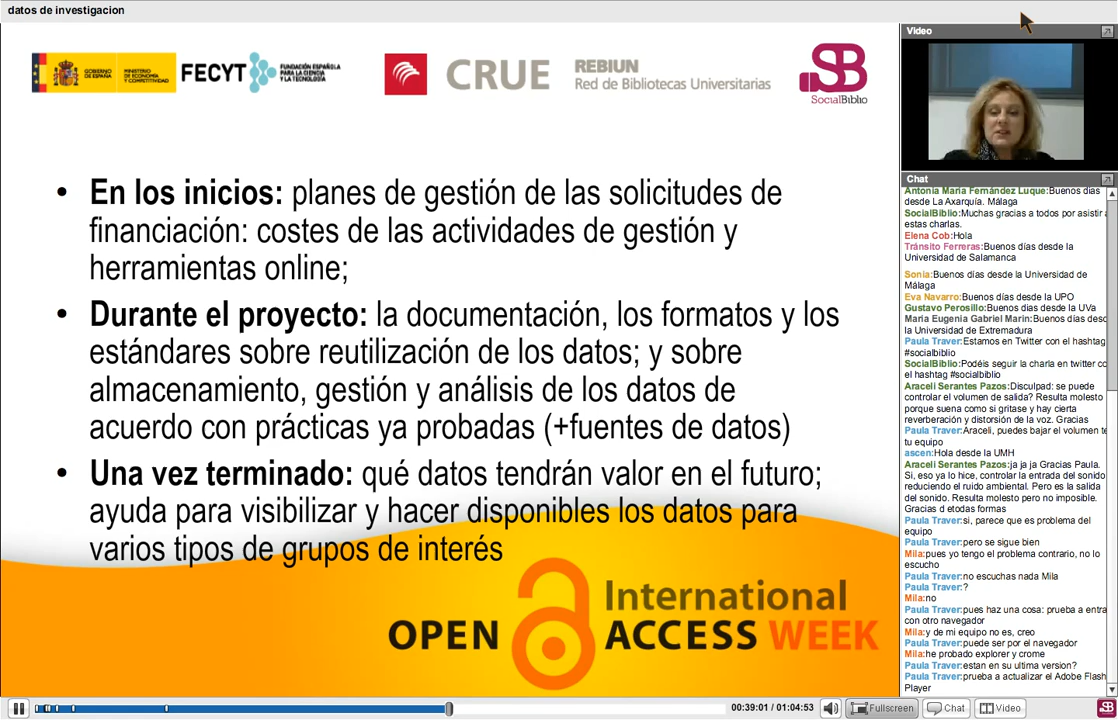 datos de investigacion
GOBIERNO
DE ESPAÑA
MINISTERIO
DE ECONOMÍA
Y COMPETITIVIDAD
FECYT
FUNDACIÓN ESPAÑOLA
PARA LA CIENCIA
Y LA TECNOLOGÍA
CRUE
REBIUN
Red de Bibliotecas Universitarias
SB
SocialBiblio
• En los inicios: planes de gestión de las solicitudes de
financiación: costes de las actividades de gestión y
herramientas online;
• Durante el proyecto: la documentación, los formatos y los
estándares sobre reutilización de los datos; y sobre
almacenamiento, gestión y análisis de los datos de
acuerdo con prácticas ya probadas (+fuentes de datos)
• Una vez terminado: qué datos tendrán valor en el futuro;
ayuda para visibilizar y hacer disponibles los datos para
varios tipos de grupos de interés
International
OPEN ACCESS WEEK
Video
Chat
Antonia María Fernández Luque:Buenos días
desde La Axarquía. Málaga
SocialBiblio:Muchas gracias a todos por asistir a
estas charlas.
Elena Cob:Hola
Tránsito Ferreras:Buenos días desde la
Universidad de Salamanca
Sonia:Buenos días desde la Universidad de
Málaga
Eva Navarro:Buenos días desde la UPO
Gustavo Perosillo:Buenos dias desde la UVa
Maria Eugenia Gabriel Marin:Buenos días desd
la Universidad de Extremadura
Paula Traver:Estamos en Twitter con el hashtag
#socialbiblio
SocialBiblio:Podéis seguir la charla en twitter co
el hashtag #socialbiblio
Araceli Serantes Pazos:Disculpad: se puede
controlar el volumen de salida? Resulta molesto
porque suena como si gritase y hay cierta
reverberación y distorsión de la voz. Gracias
Paula Traver:Araceli, puedes bajar el volumen te
tu equipo
ascen:Hola desde la UMH
Araceli Serantes Pazos:ja ja ja Gracias Paula.
Si, eso ya lo hice, controlar la entrada del sonido
reduciendo el ruido ambiental. Pero es la salida
del sonido. Resulta molesto pero no imposible.
Gracias d etodas formas
Paula Traver:si, parece que es problema del
equipo
Paula Traver:pero se sigue bien
Mila:pues yo tengo el problema contrario, no lo
escucho
Paula Traver:no escuchas nada Mila
Paula Traver:?
Mila:no
Paula Traver:pues haz una cosa: prueba a entra
con otro navegador
Mila:y de mi equipo no es, creo
Paula Traver:puede ser por el navegador
Mila:he probado explorer y crome
Paula Traver:estan en su ultima version?
Paula Traver:prueba a actualizar el Adobe Flash
Player
00:39:01 / 01:04:53
Fullscreen
Chat
Video
SB